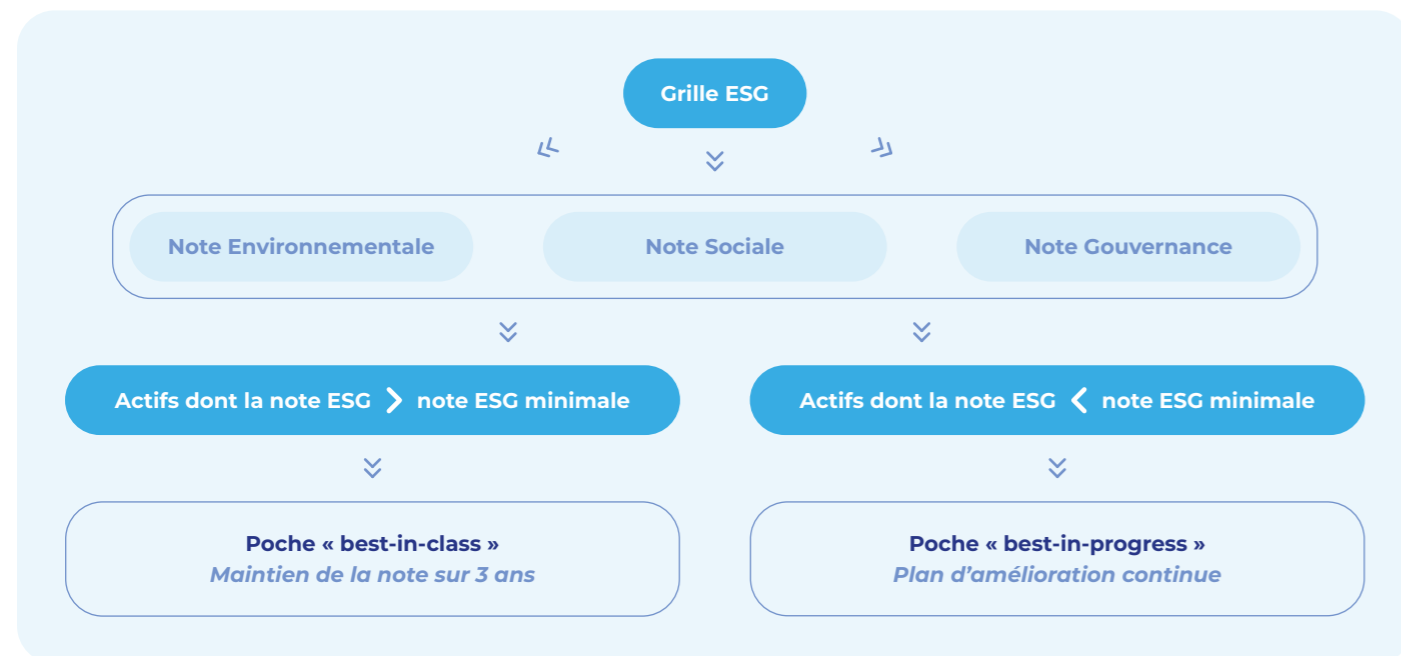 Grille ESG
Note Environnementale
Note Sociale
Note Gouvernance
Actifs dont la note ESG > note ESG minimale
Actifs dont la note ESG < note ESG minimale
Poche « best-in-class »
Maintien de la note sur 3 ans
Poche « best-in-progress »
Plan d’amélioration continue